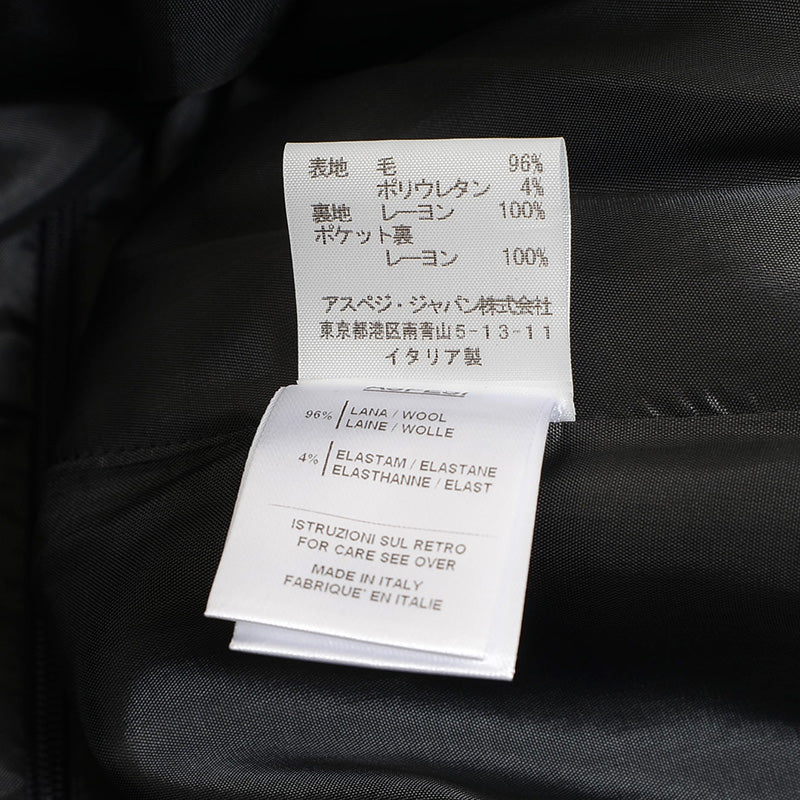 表地 毛 96%
ポリウレタン 4%
裏地 レーヨン 100%
ポケット裏
レーヨン 100%
アスペジ・ジャパン株式会社
東京都港区南青山5-13-11
イタリア製
96% LANA / WOOL
LAINE / WOLLE
4% ELASTAM / ELASTANE
ELASTHANNE / ELAST
ISTRUZIONI SUL RETRO
FOR CARE SEE OVER
MADE IN ITALY
FABRIQUE' EN ITALIE